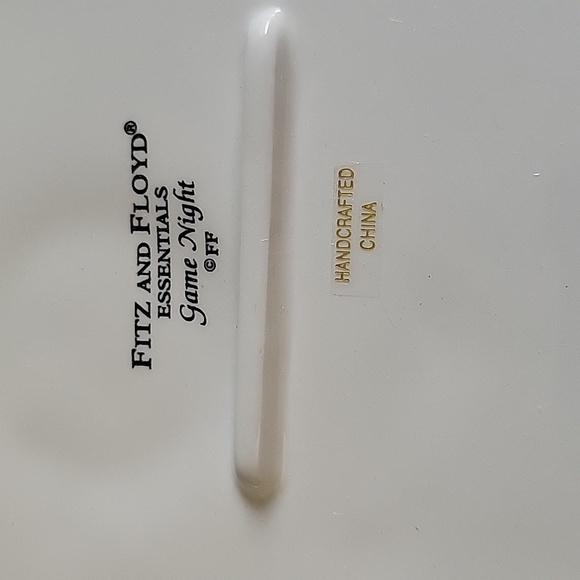 FITZ AND FLOYD®
ESSENTIALS
Game Night
© FF
HANDCRAFTED
CHINA